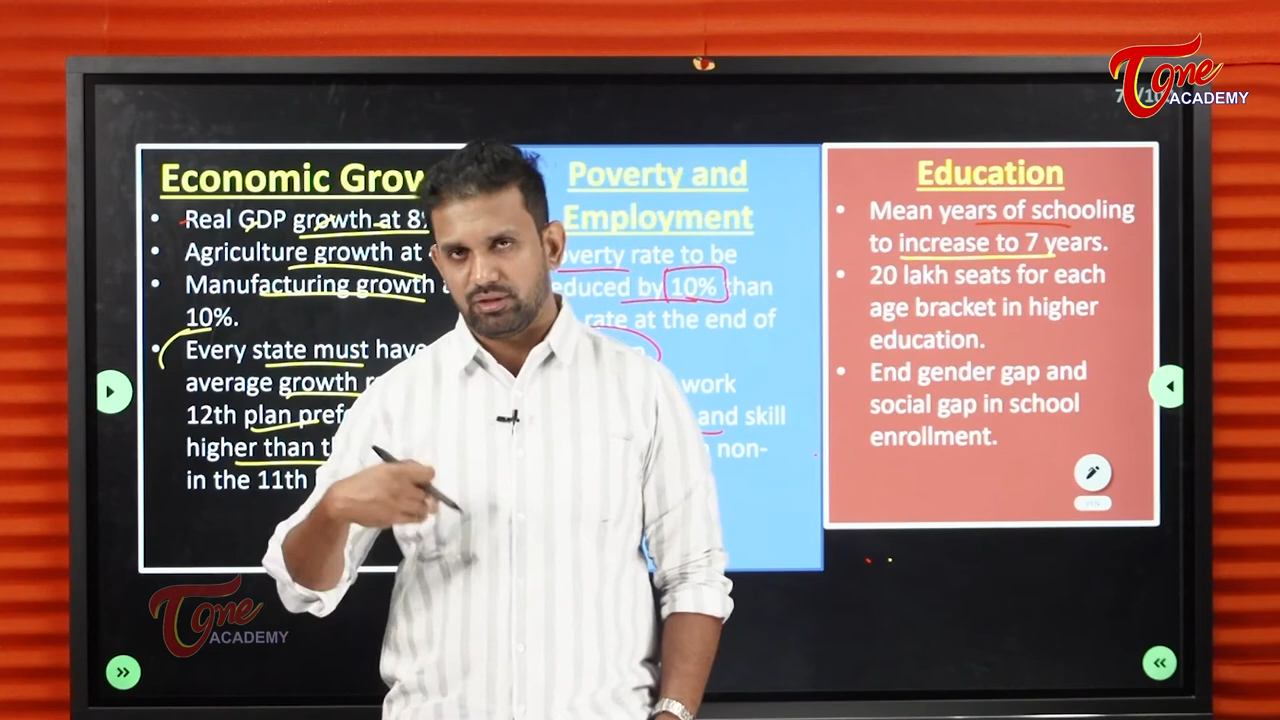 Tone
ACADEMY
Economic Grow
• Real GDP growth at 8
• Agriculture growth at
• Manufacturing growth
10%.
• Every state must have
average growth
12th plan pref
higher than
in the 11th
Poverty and
Employment
overty rate to be
educed by 10% than
rate at the end of
work
and skill
non-
Education
• Mean years of schooling
to increase to 7 years.
• 20 lakh seats for each
age bracket in higher
education.
• End gender gap and
social gap in school
enrollment.
Tone
ACADEMY